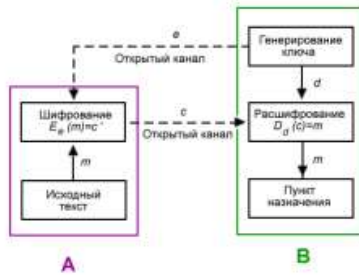 e
Открытый канал
Генерирование
ключа
d
Шифрование
E_e (m)=c
c
Открытый канал
Расшифрование
D_d (c)=m
m
m
Исходный
текст
Пункт
назначения
A
B